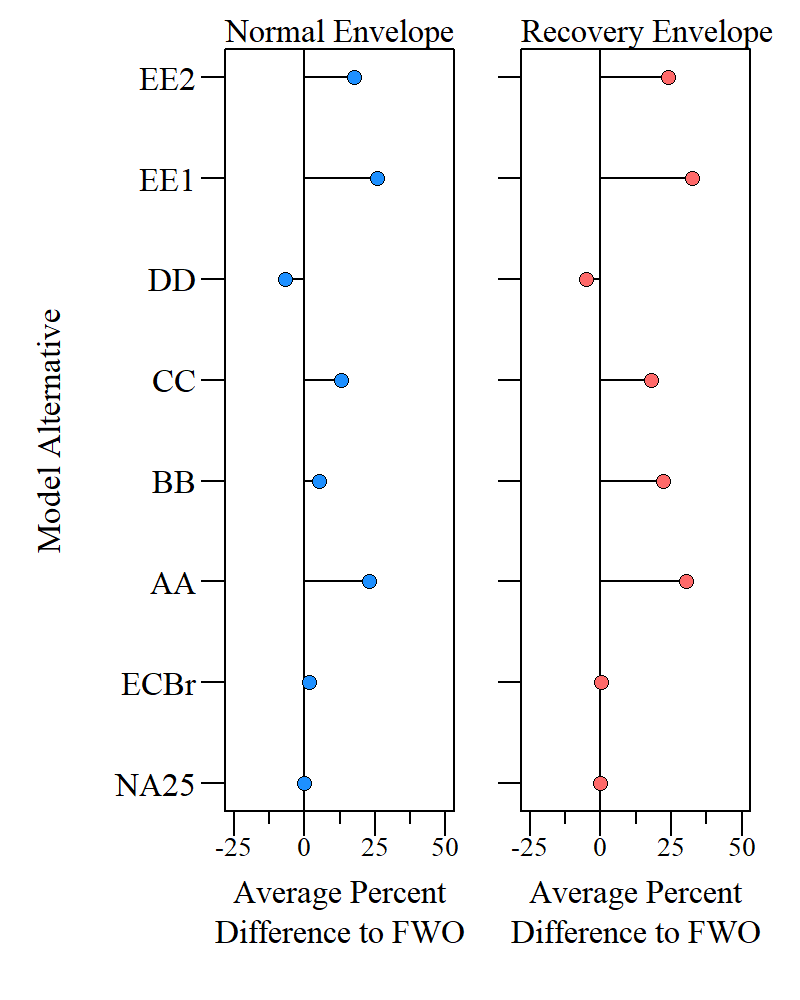 Normal Envelope
Recovery Envelope
Model Alternative
EE2
EE1
DD
CC
BB
AA
ECBr
NA25
-25 0 25 50
-25 0 25 50
Average Percent
Difference to FWO
Average Percent
Difference to FWO